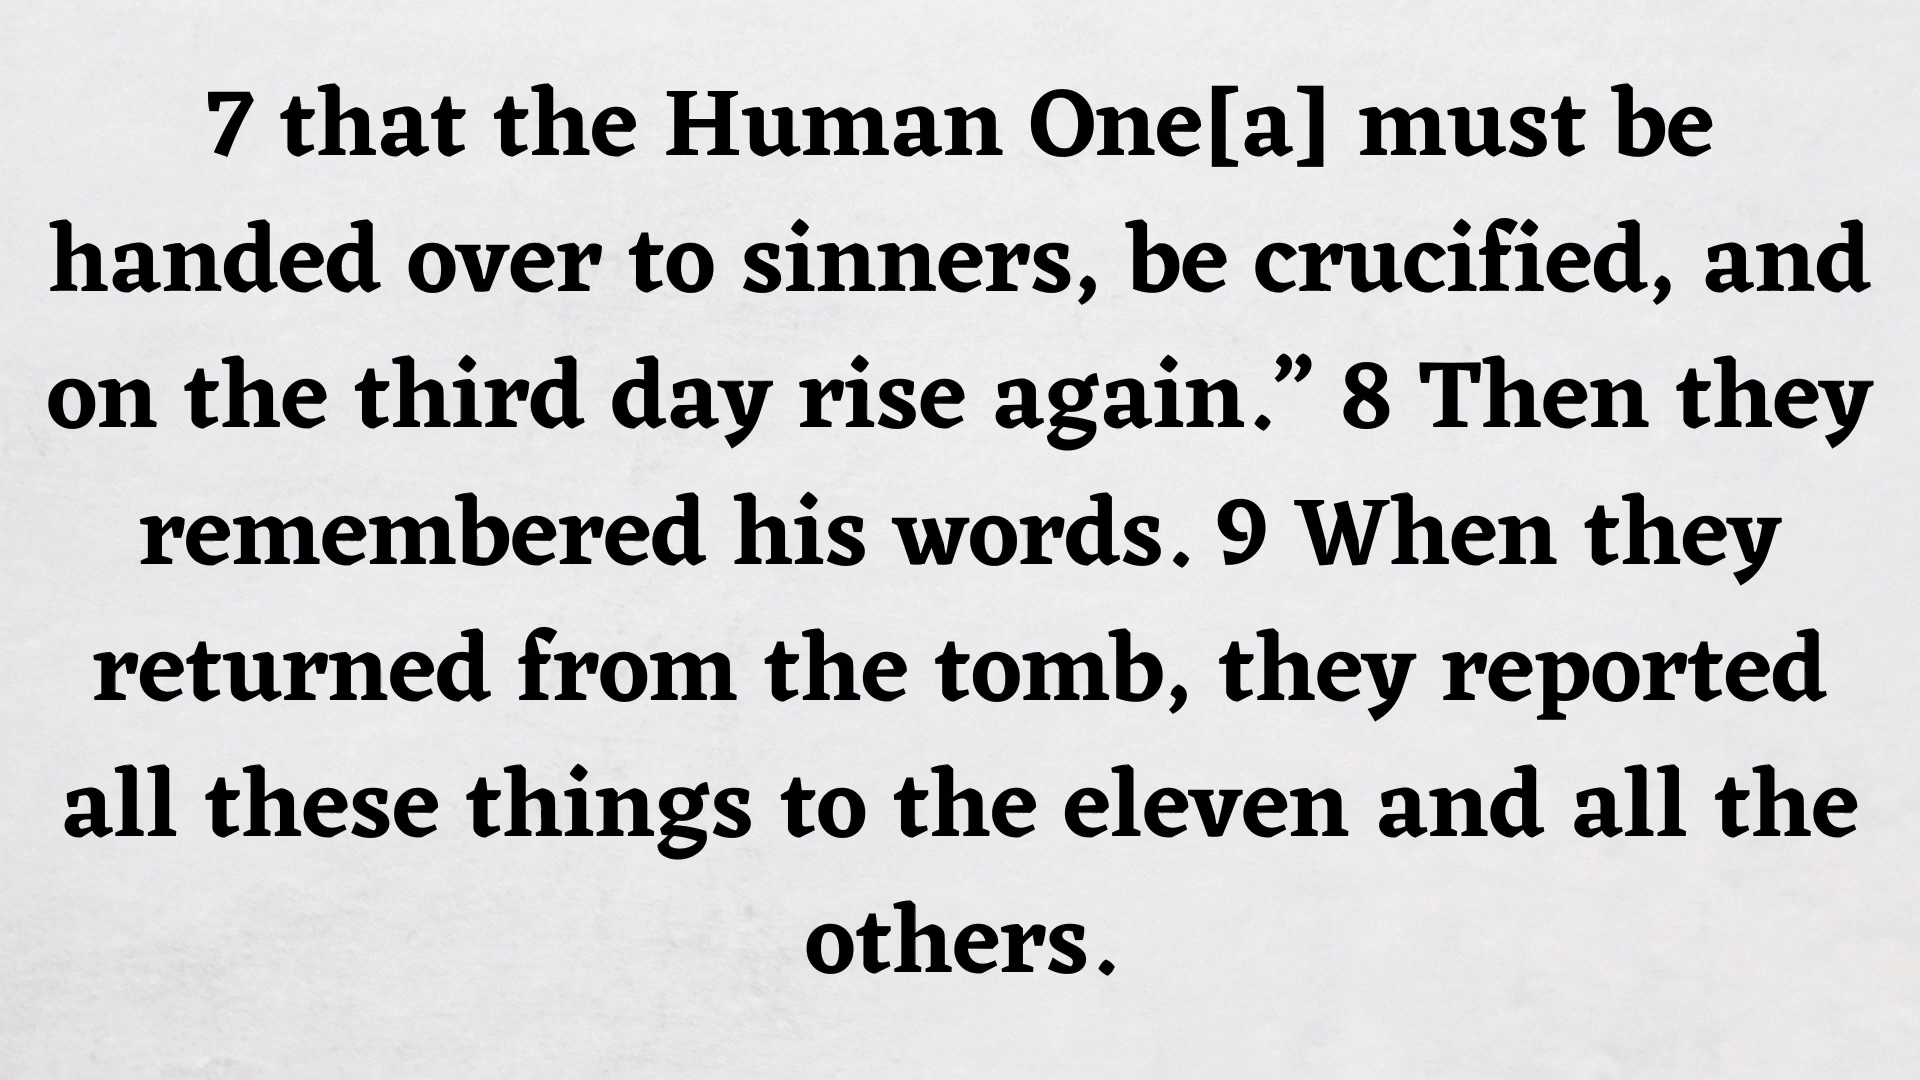 7 that the Human One[a] must be
handed over to sinners, be crucified, and
on the third day rise again.” 8 Then they
remembered his words. 9 When they
returned from the tomb, they reported
all these things to the eleven and all the
others.